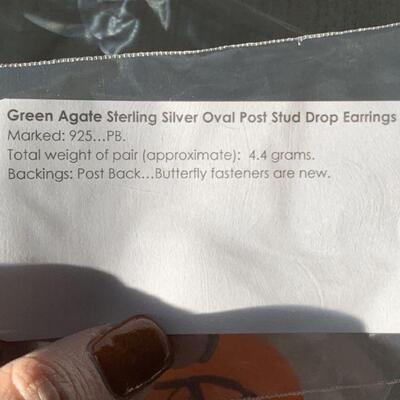 Green Agate Sterling Silver Oval Post Stud Drop Earrings
Marked: 925...PB.
Total weight of pair (approximate): 4.4 grams.
Backings: Post Back...Butterfly fasteners are new.